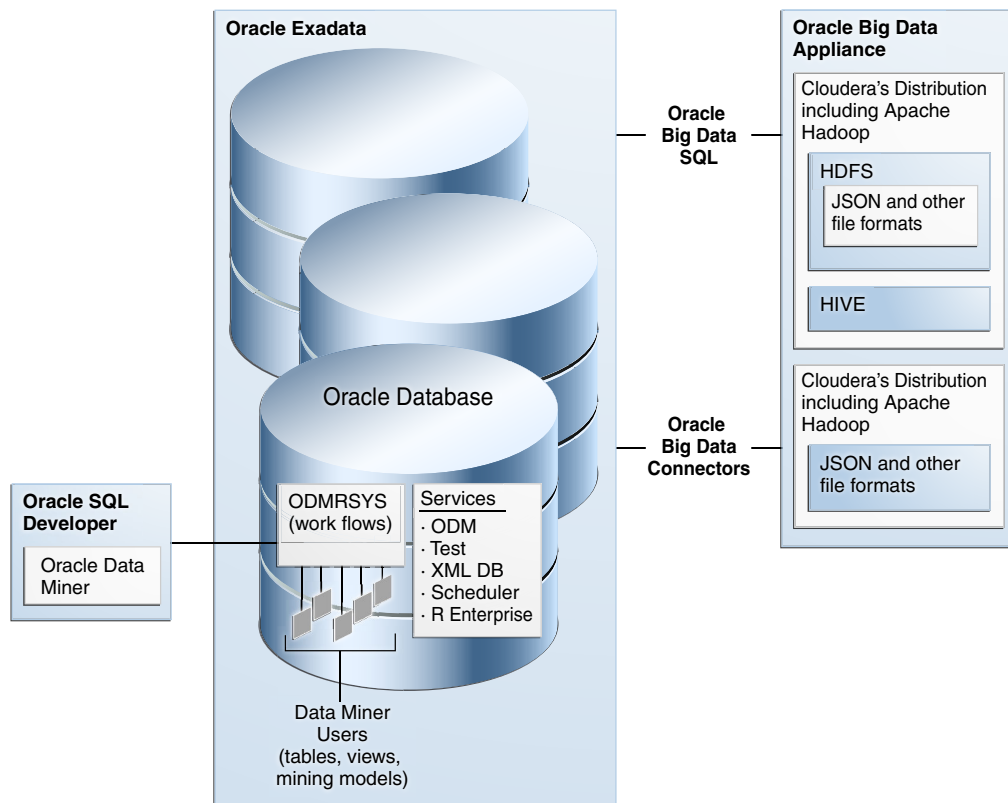 Oracle Exadata
Oracle Database
ODMRSYS
(work flows)
Services
· ODM
· Test
· XML DB
· Scheduler
· R Enterprise
Data Miner
Users
(tables, views,
mining models)
Oracle SQL
Developer
Oracle Data
Miner
Oracle
Big Data
SQL
Oracle
Big Data
Connectors
Oracle Big Data
Appliance
Cloudera's Distribution
including Apache
Hadoop
HDFS
JSON and other
file formats
HIVE
Cloudera's Distribution
including Apache
Hadoop
JSON and other
file formats